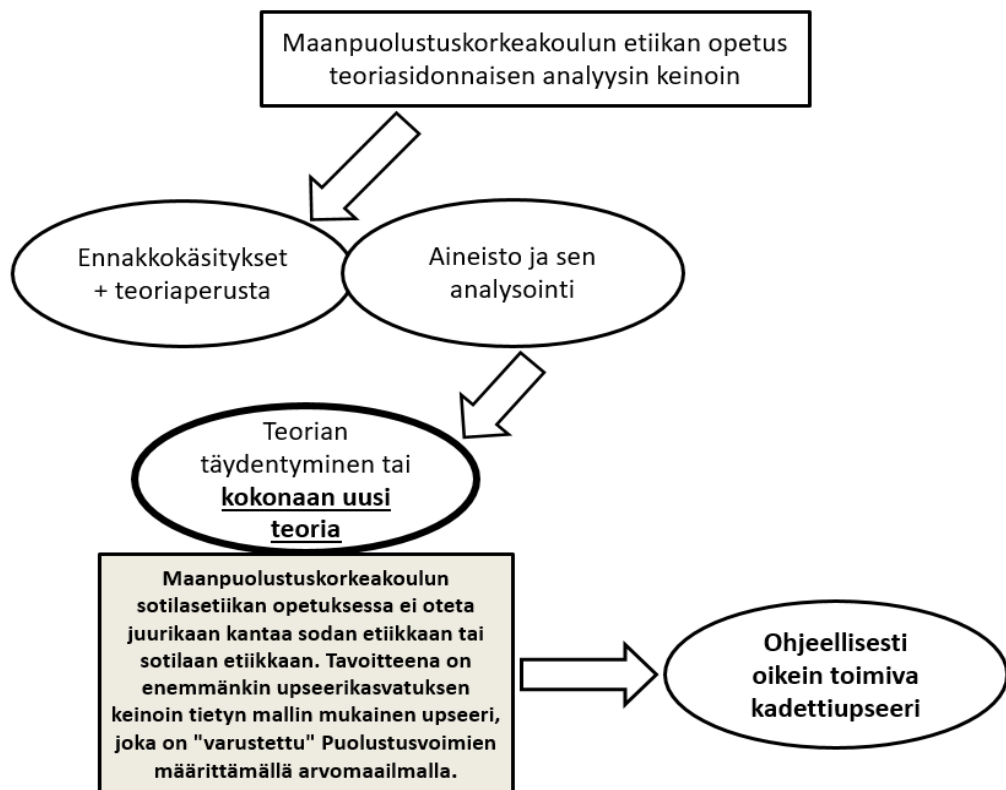 Maanpuolustuskorkeakoulun etiikan opetus
teoriasidonnaisen analyysin keinoin
Ennakkokäsitykset
+ teoriaperusta
Aineisto ja sen
analysointi
Teorian
täydentyminen tai
kokonaan uusi
teoria
Maanpuolustuskorkeakoulun
sotilasetiikan opetuksessa ei oteta
juurikaan kantaa sodan etiikkaan tai
sotilaan etiikkaan. Tavoitteena on
enemmänkin upseerikasvatuksen
keinoin tietyn mallin mukainen upseeri,
joka on "varustettu" Puolustusvoimien
määrittämällä arvomaailmalla.
Ohjeellisesti
oikein toimiva
kadettiupseeri